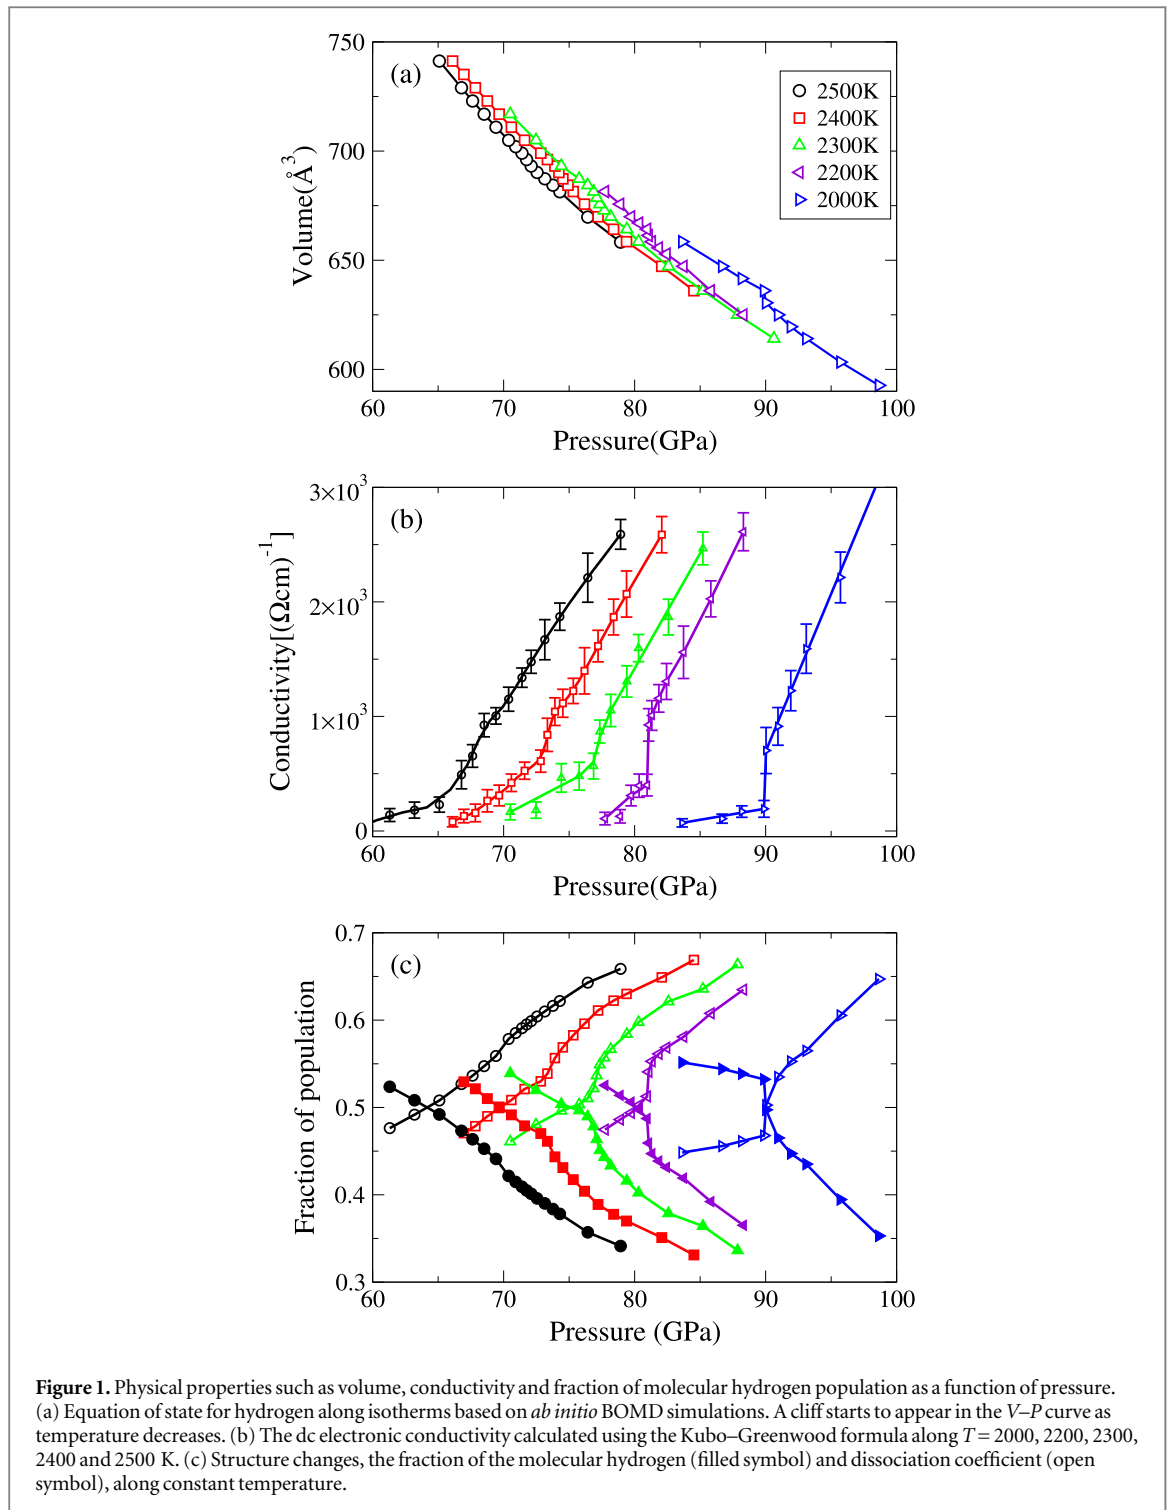 750
(a)
2500K
2400K
700
2300K
2200K
2000K
Volume(Å³)
650
600
60 70 80 90 100
Pressure(GPa)
3×10³
(b)
Conductivity[(Ωcm)⁻¹]
2×10³
1×10³
0
60 70 80 90 100
Pressure(GPa)
0.7
(c)
0.6
Fraction of population
0.5
0.4
0.3
60 70 80 90 100
Pressure (GPa)
Figure 1. Physical properties such as volume, conductivity and fraction of molecular hydrogen population as a function of pressure.
(a) Equation of state for hydrogen along isotherms based on ab initio BOMD simulations. A cliff starts to appear in the V–P curve as
temperature decreases. (b) The dc electronic conductivity calculated using the Kubo–Greenwood formula along T = 2000, 2200, 2300,
2400 and 2500 K. (c) Structure changes, the fraction of the molecular hydrogen (filled symbol) and dissociation coefficient (open
symbol), along constant temperature.